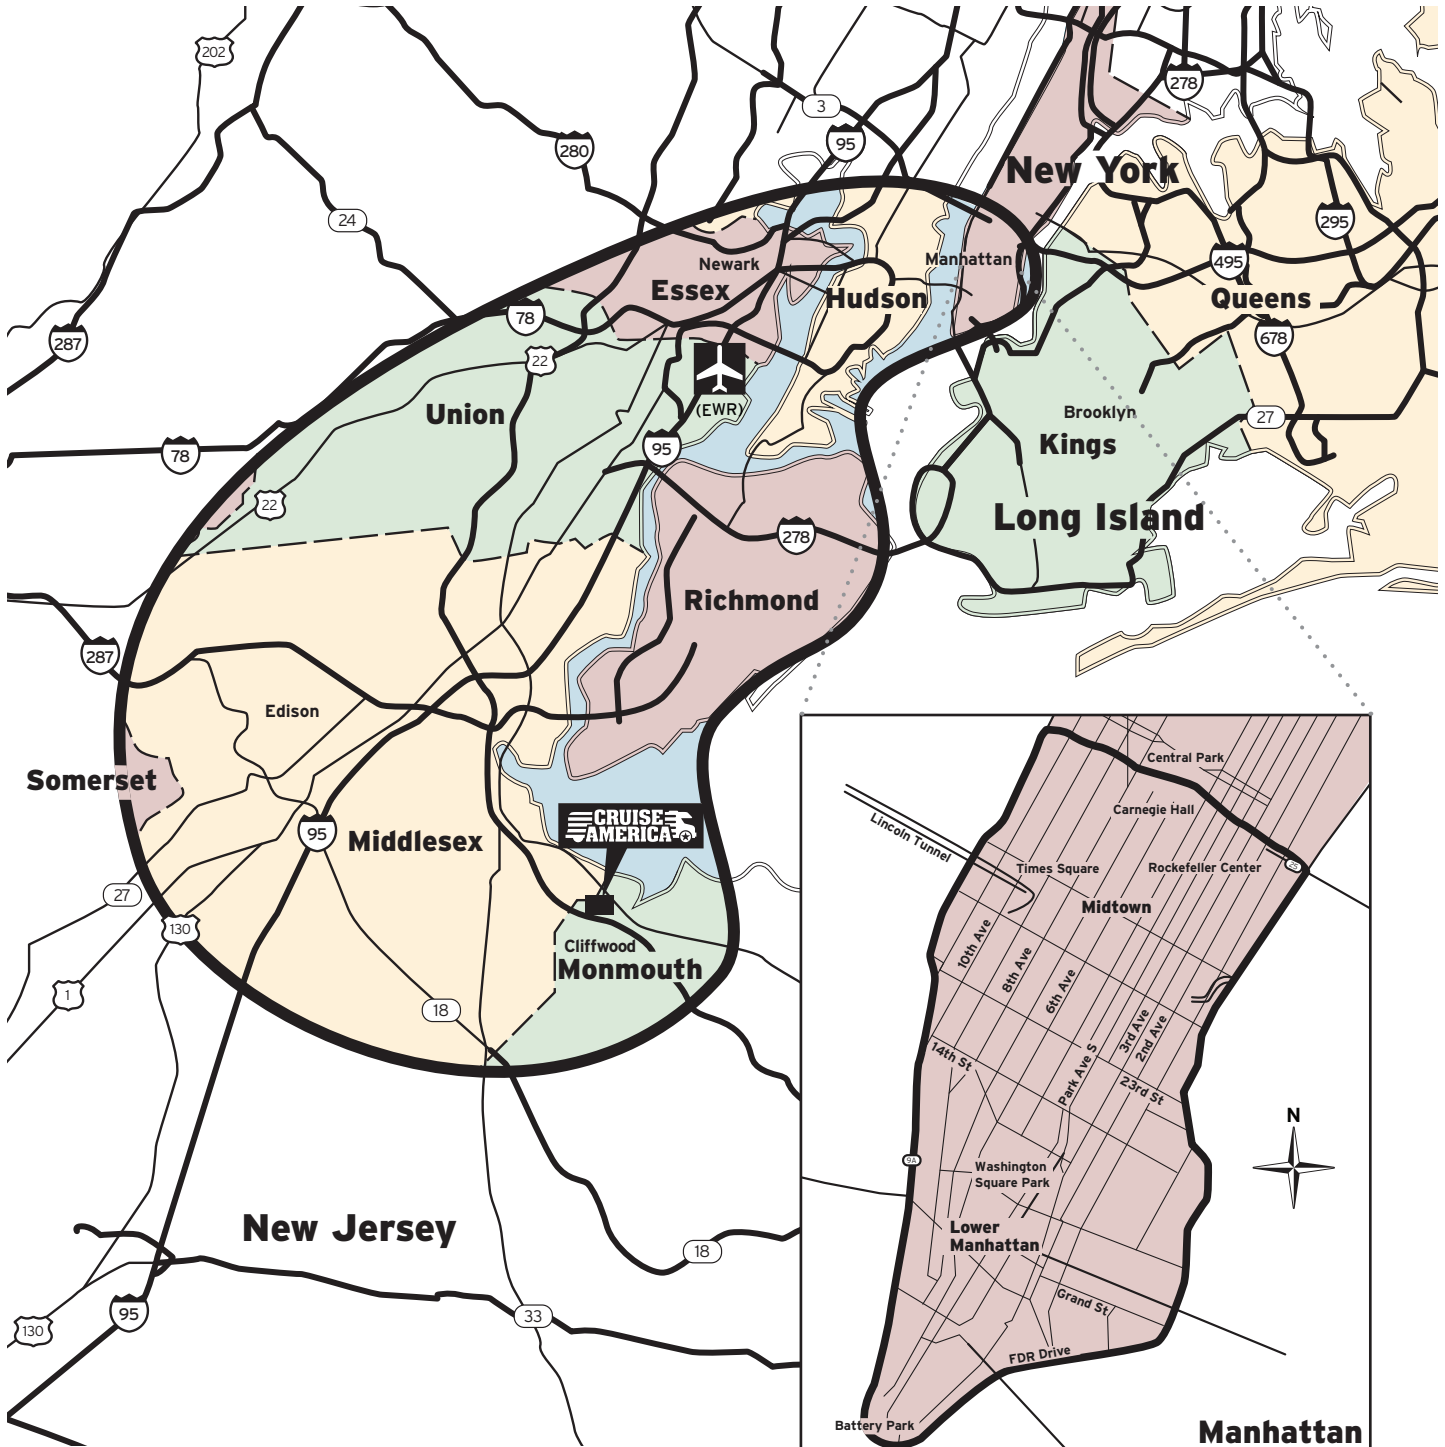 202
278
3
280
95
New York
24
295
Newark
Manhattan
495
Essex
Hudson
Queens
78
287
678
22
(EWR)
Union
Brooklyn
27
Kings
95
78
22
Long Island
278
Richmond
287
Edison
Somerset
CRUISE
AMERICA
95
Middlesex
27
130
Cliffwood
Monmouth
1
18
New Jersey
18
95
33
130
Central Park
Carnegie Hall
Lincoln Tunnel
Times Square
Rockefeller Center
25
Midtown
10th Ave
8th Ave
6th Ave
3rd Ave
2nd Ave
14th St
Park Ave S
23rd St
N
9A
Washington
Square Park
Lower
Manhattan
Grand St
FDR Drive
Battery Park
Manhattan